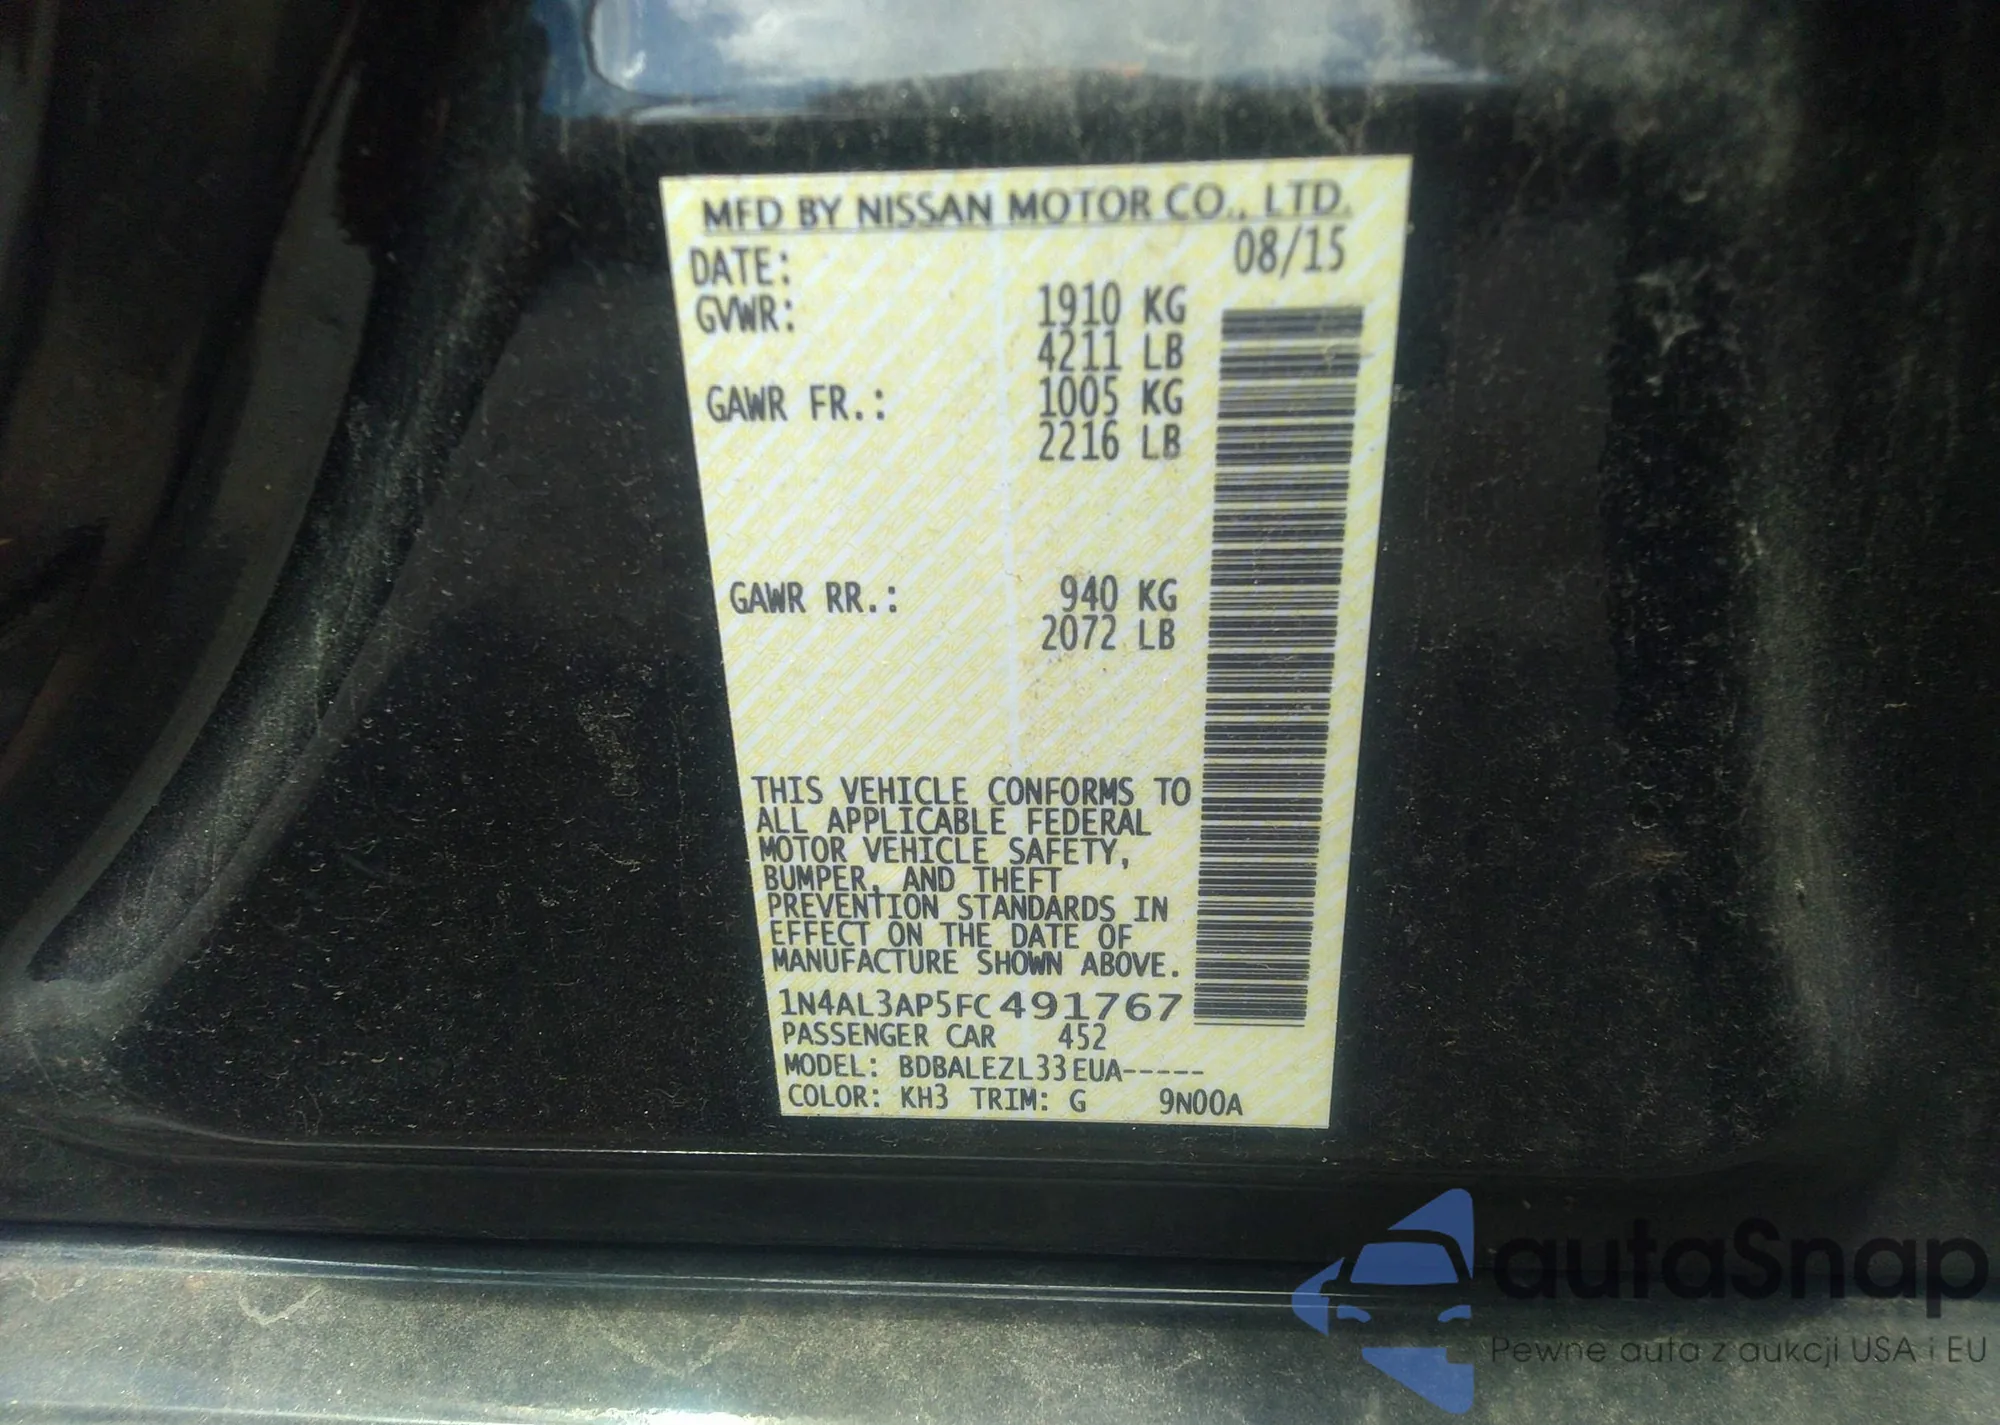 MFD BY NISSAN MOTOR CO., LTD.
DATE: 08/15
GVWR: 1910 KG
4211 LB
GAWR FR.: 1005 KG
2216 LB
GAWR RR.: 940 KG
2072 LB
THIS VEHICLE CONFORMS TO
ALL APPLICABLE FEDERAL
MOTOR VEHICLE SAFETY,
BUMPER, AND THEFT
PREVENTION STANDARDS IN
EFFECT ON THE DATE OF
MANUFACTURE SHOWN ABOVE.
1N4AL3AP5FC491767
PASSENGER CAR 452
MODEL: BDBALEZL33EUA-----
COLOR: KH3 TRIM: G 9N00A
autaSnap
Pewne auta z aukcji USA i EU